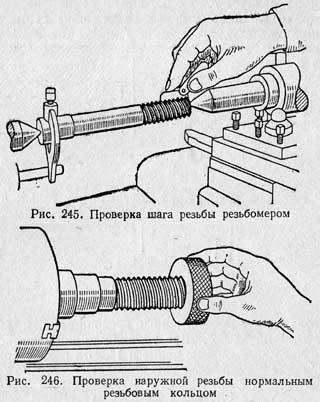 Рис. 245. Проверка шага резьбы резьбомером
Рис. 246. Проверка наружной резьбы нормальным
резьбовым кольцом